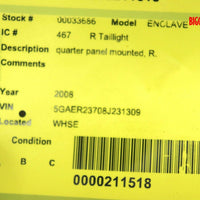 Stock # 00033686 Model ENCLAVE
IC # 467 R Taillight
Description quarter panel mounted, R.
Comments
Year 2008
VIN 5GAER23708J231309
Located WHSE
Condition
A B C
0000211518